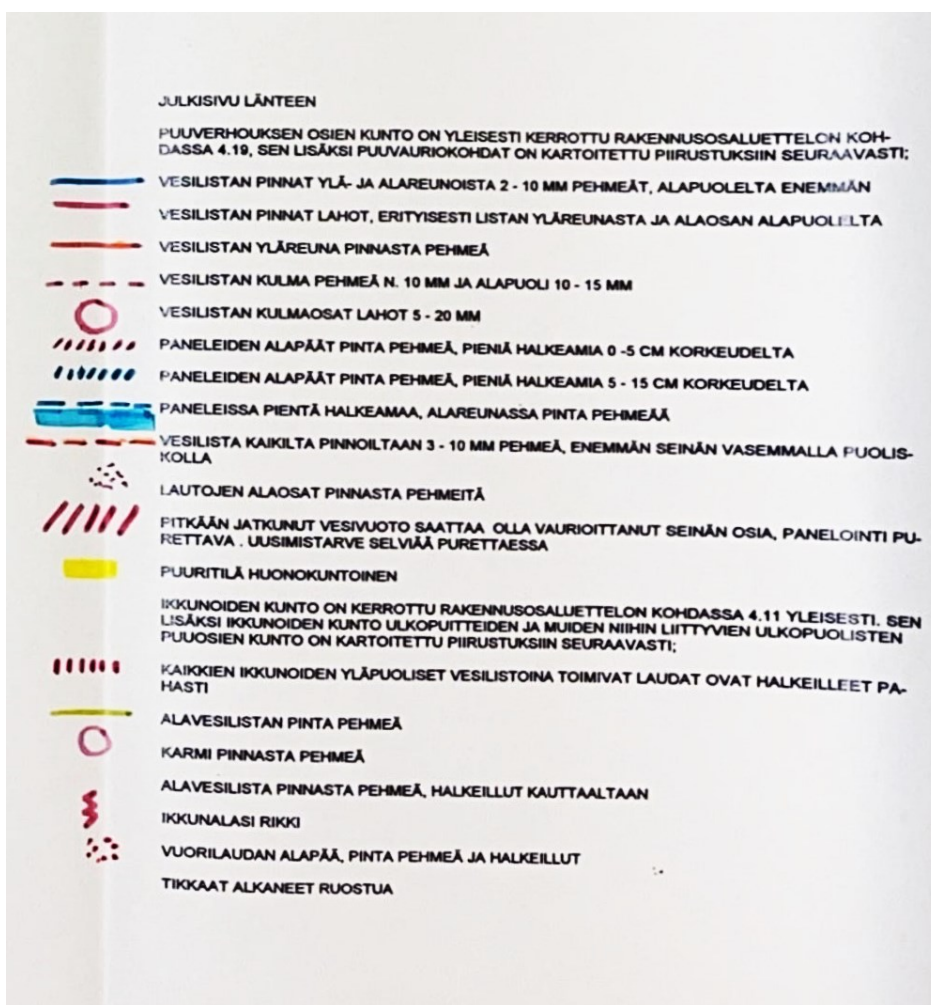 JULKISIVU LÄNTEEN
PUUVERHOUKSEN OSIEN KUNTO ON YLEISESTI KERROTTU RAKENNUSOSALUETTELON KOH-
DASSA 4.19, SEN LISÄKSI PUUVAURIOKOHDAT ON KARTOITETTU PIIRUSTUKSIIN SEURAAVASTI;
VESILISTAN PINNAT YLÄ- JA ALAREUNOISTA 2 - 10 MM PEHMEÄT, ALAPUOLELTA ENEMMÄN
VESILISTAN PINNAT LAHOT, ERITYISESTI LISTAN YLÄREUNASTA JA ALAOSAN ALAPUOLELTA
VESILISTAN YLÄREUNA PINNASTA PEHMEÄ
VESILISTAN KULMA PEHMEÄ N. 10 MM JA ALAPUOLI 10 - 15 MM
VESILISTAN KULMAOSAT LAHOT 5 - 20 MM
PANELEIDEN ALAPÄÄT PINTA PEHMEÄ, PIENIÄ HALKEAMIA 0 -5 CM KORKEUDELTA
PANELEIDEN ALAPÄÄT PINTA PEHMEÄ, PIENIÄ HALKEAMIA 5 - 15 CM KORKEUDELTA
PANELEISSA PIENTÄ HALKEAMAA, ALAREUNASSA PINTA PEHMEÄÄ
VESILISTA KAIKILTA PINNOILTAAN 3 - 10 MM PEHMEÄ, ENEMMÄN SEINÄN VASEMMALLA PUOLIS-
KOLLA
LAUTOJEN ALAOSAT PINNASTA PEHMEITÄ
PITKÄÄN JATKUNUT VESIVUOTO SAATTAA OLLA VAURIOITTANUT SEINÄN OSIA, PANELOINTI PU-
RETTAVA . UUSIMISTARVE SELVIÄÄ PURETTAESSA
PUURITILÄ HUONOKUNTOINEN
IKKUNOIDEN KUNTO ON KERROTTU RAKENNUSOSALUETTELON KOHDASSA 4.11 YLEISESTI. SEN
LISÄKSI IKKUNOIDEN KUNTO ULKOPUITTEIDEN JA MUIDEN NIIHIN LIITTYVIEN ULKOPUOLISTEN
PUUOSIEN KUNTO ON KARTOITETTU PIIRUSTUKSIIN SEURAAVASTI;
KAIKKIEN IKKUNOIDEN YLÄPUOLISET VESILISTOINA TOIMIVAT LAUDAT OVAT HALKEILLEET PA-
HASTI
ALAVESILISTAN PINTA PEHMEÄ
KARMI PINNASTA PEHMEÄ
ALAVESILISTA PINNASTA PEHMEÄ, HALKEILLUT KAUTTAALTAAN
IKKUNALASI RIKKI
VUORILAUDAN ALAPÄÄ, PINTA PEHMEÄ JA HALKEILLUT
TIKKAAT ALKANEET RUOSTUA